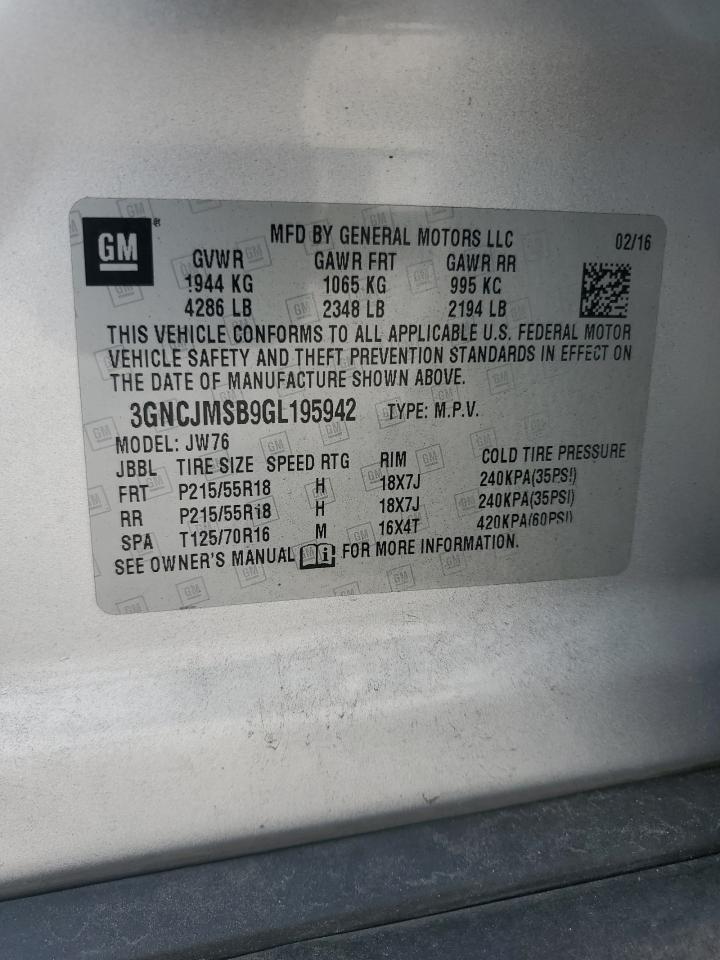 GM
MFD BY GENERAL MOTORS LLC 02/16
GVWR GAWR FRT GAWR RR
1944 KG 1065 KG 995 KG
4286 LB 2348 LB 2194 LB
THIS VEHICLE CONFORMS TO ALL APPLICABLE U.S. FEDERAL MOTOR
VEHICLE SAFETY AND THEFT PREVENTION STANDARDS IN EFFECT ON
THE DATE OF MANUFACTURE SHOWN ABOVE.
3GNCJMSB9GL195942 TYPE: M.P.V.
MODEL: JW76
JBBL TIRE SIZE SPEED RTG RIM COLD TIRE PRESSURE
FRT P215/55R18 H 18X7J 240KPA(35PSI)
RR P215/55R18 H 18X7J 240KPA(35PSI)
SPA T125/70R16 M 16X4T 420KPA(60PSI)
SEE OWNER'S MANUAL FOR MORE INFORMATION.